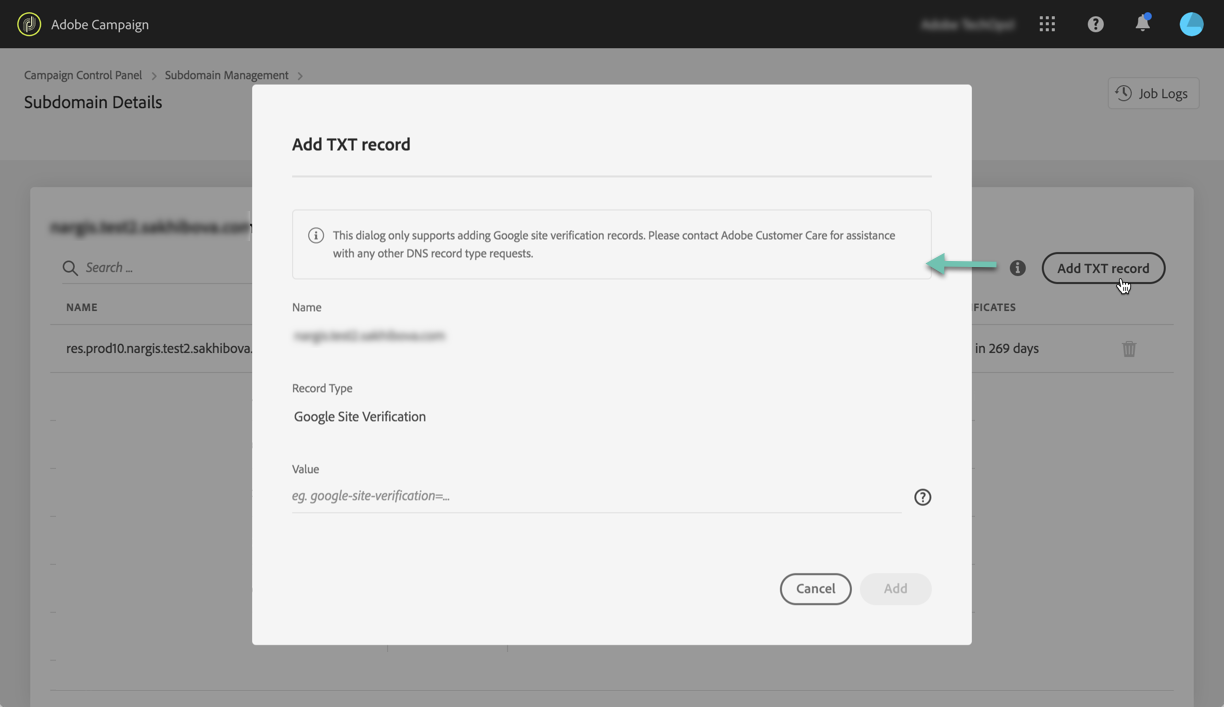 Adobe Campaign
Campaign Control Panel > Subdomain Management >
Subdomain Details
Job Logs
Add TXT record
This dialog only supports adding Google site verification records. Please contact Adobe Customer Care for assistance
with any other DNS record type requests.
Search ...
Add TXT record
Name
NAME
FICATES
res.prod10.nargis.test2.sakhibova.
in 269 days
Record Type
Google Site Verification
Value
eg. google-site-verification=...
Cancel
Add